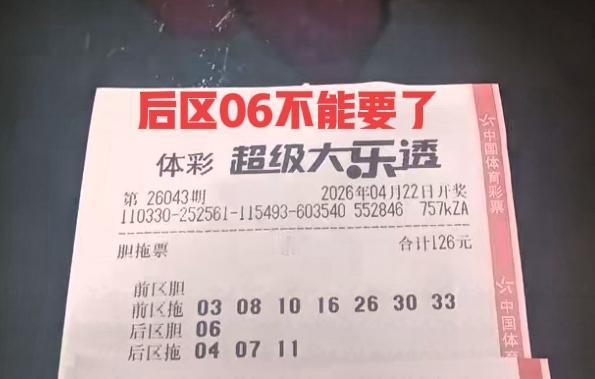 后区06不能要了
体彩 超级大乐透
第 26043期 2026年04月22日开奖
110330-252561-115493-603540 552846 757kZA
胆拖票 合计126元
前区胆
前区拖 03 08 10 16 26 30 33
后区胆 06
后区拖 04 07 11
中国体育彩票
中国体育